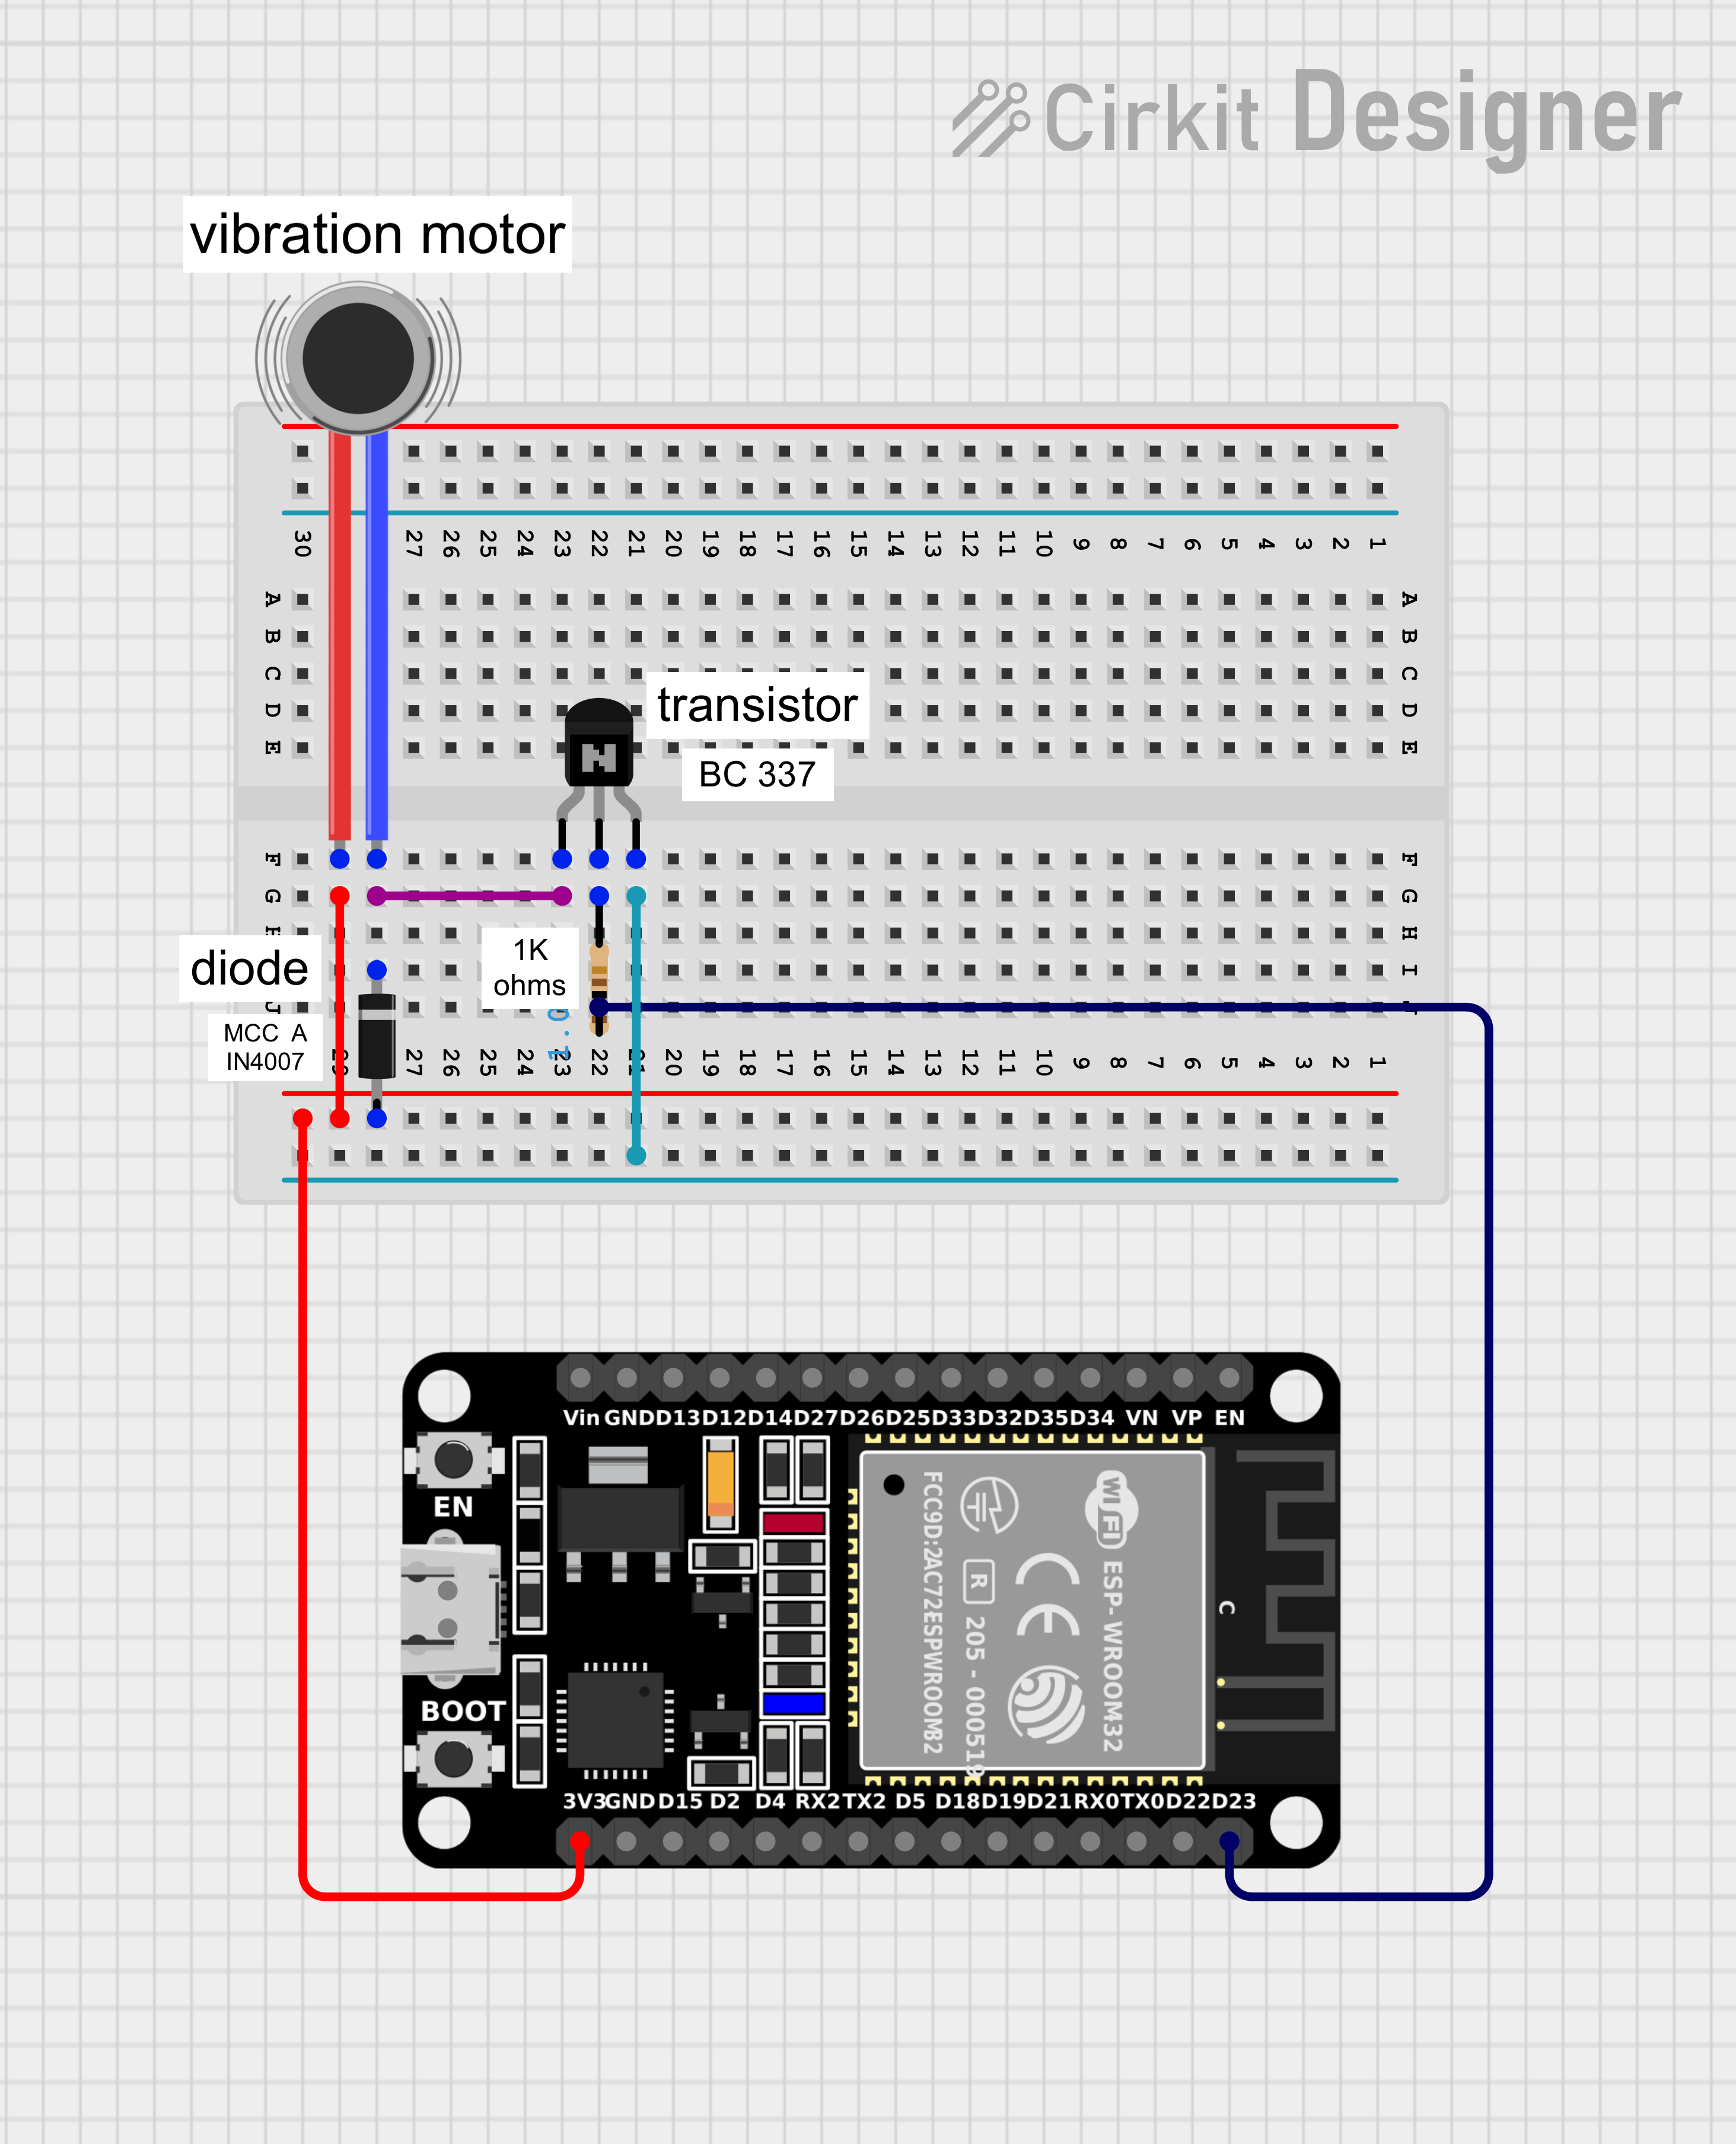 Cirkit Designer
vibration motor
30 27 26 25 24 23 22 21 20 19 18 17 16 15 14 13 12 11 10 9 8 7 6 5 4 3 2 1
A A
B B
C C
transistor
D D
E E
BC 337
F F
G G
H
1K
ohms
diode
I
J
MCC A
IN4007
1.0
29 27 26 25 24 23 22 21 20 19 18 17 16 15 14 13 12 11 10 9 8 7 6 5 4 3 2 1
Vin GND D13 D12 D14 D27 D26 D25 D33 D32 D35 D34 VN VP EN
EN
BOOT
FCC9D:2AC72ESPWROOMB2
R
205 - 000519
WiFi
CE
ESP-WROOM32
C
3V3 GND D15 D2 D4 RX2 TX2 D5 D18 D19 D21 RX0 TX0 D22 D23